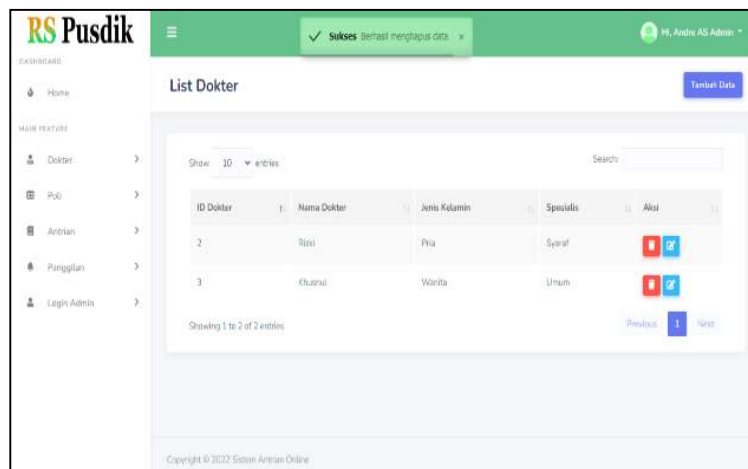 RS Pusdik
Sukses Berhasil menghapus data. ×
Hi, Andre AS Admin
DASHBOARD
Home
MAIN FEATURE
Dokter
Poli
Antrian
Panggilan
Login Admin
List Dokter
Tambah Data
Show 10 entries
Search:
ID Dokter Nama Dokter Jenis Kelamin Spesialis Aksi
2 Pria Syaraf
3 Khusnul Wanita Umum
Showing 1 to 2 of 2 entries
Previous 1 Next
Copyright © 2022 Sistem Antrian Online